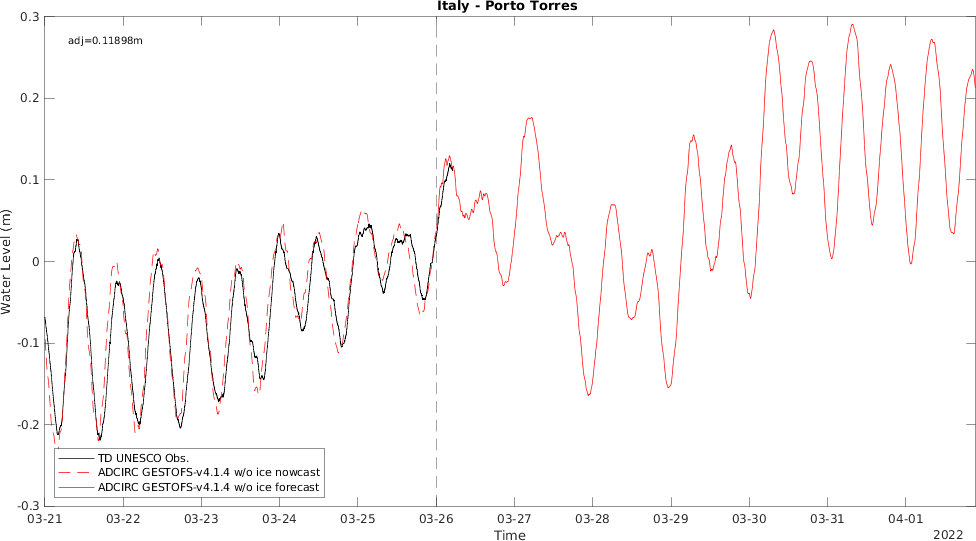 Italy - Porto Torres
adj=0.11898m
0.3
0.2
0.1
0
-0.1
-0.2
-0.3
Water Level (m)
TD UNESCO Obs.
ADCIRC GESTOFS-v4.1.4 w/o ice nowcast
ADCIRC GESTOFS-v4.1.4 w/o ice forecast
03-21 03-22 03-23 03-24 03-25 03-26 03-27 03-28 03-29 03-30 03-31 04-01
Time
2022